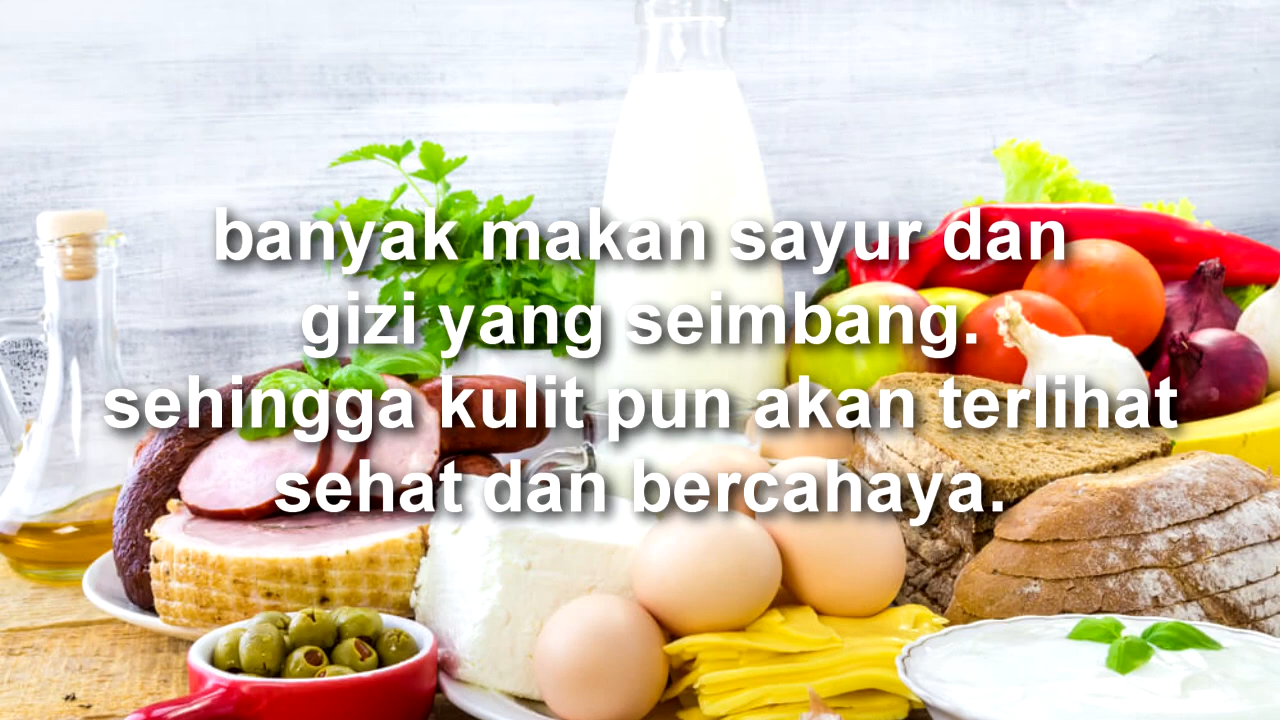 banyak makan sayur dan
gizi yang seimbang.
sehingga kulit pun akan terlihat
sehat dan bercahaya.